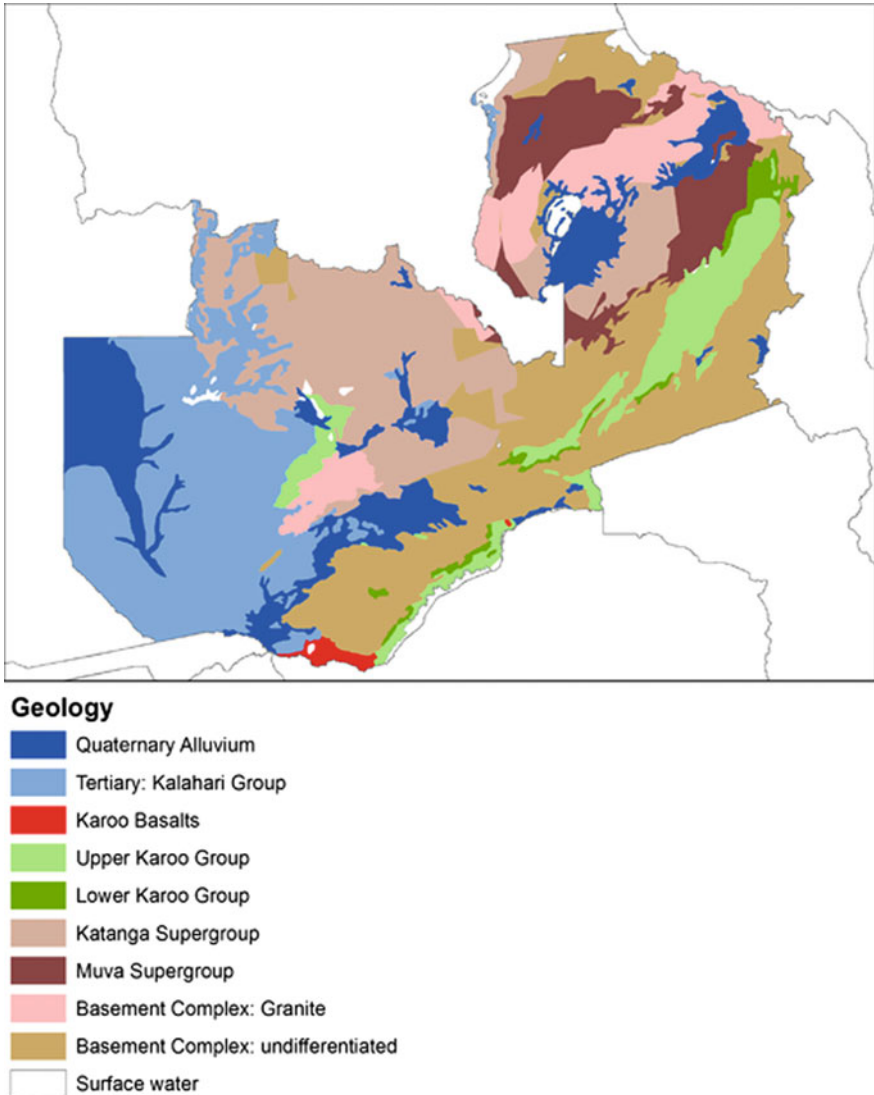 Geology
Quaternary Alluvium
Tertiary: Kalahari Group
Karoo Basalts
Upper Karoo Group
Lower Karoo Group
Katanga Supergroup
Muva Supergroup
Basement Complex: Granite
Basement Complex: undifferentiated
Surface water